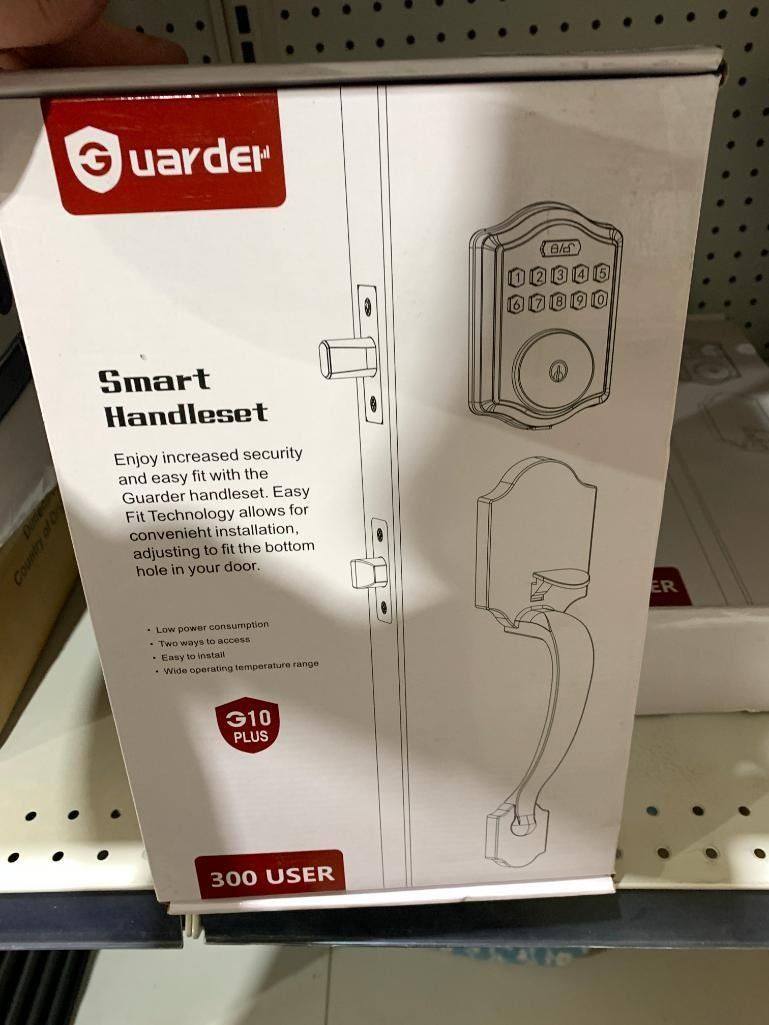 Guarder
Smart
Handleset
Enjoy increased security
and easy fit with the
Guarder handleset. Easy
Fit Technology allows for
convenieht installation,
adjusting to fit the bottom
hole in your door.
• Low power consumption
• Two ways to access
• Easy to install
• Wide operating temperature range
G10
PLUS
300 USER
1 2 3 4 5
6 7 8 9 0
ER
Country of